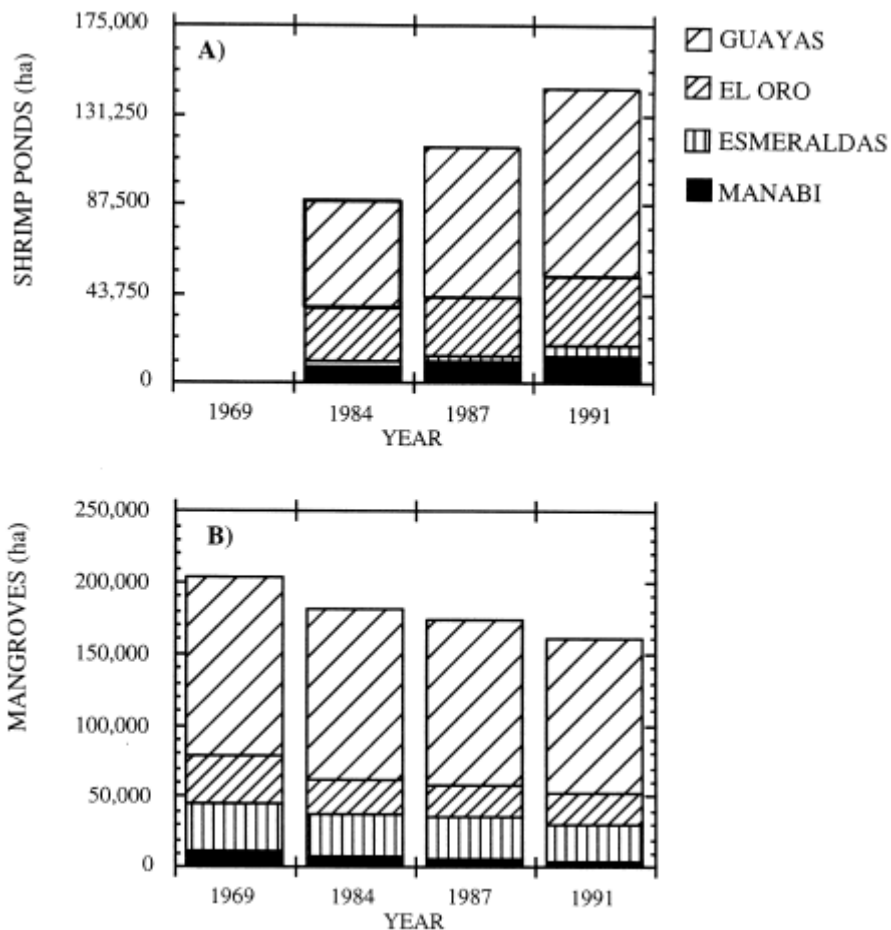 SHRIMP PONDS (ha)
175,000
131,250
87,500
43,750
0
A)
1969 1984 1987 1991
YEAR
GUAYAS
EL ORO
ESMERALDAS
MANABI
MANGROVES (ha)
250,000
200,000
150,000
100,000
50,000
0
B)
1969 1984 1987 1991
YEAR